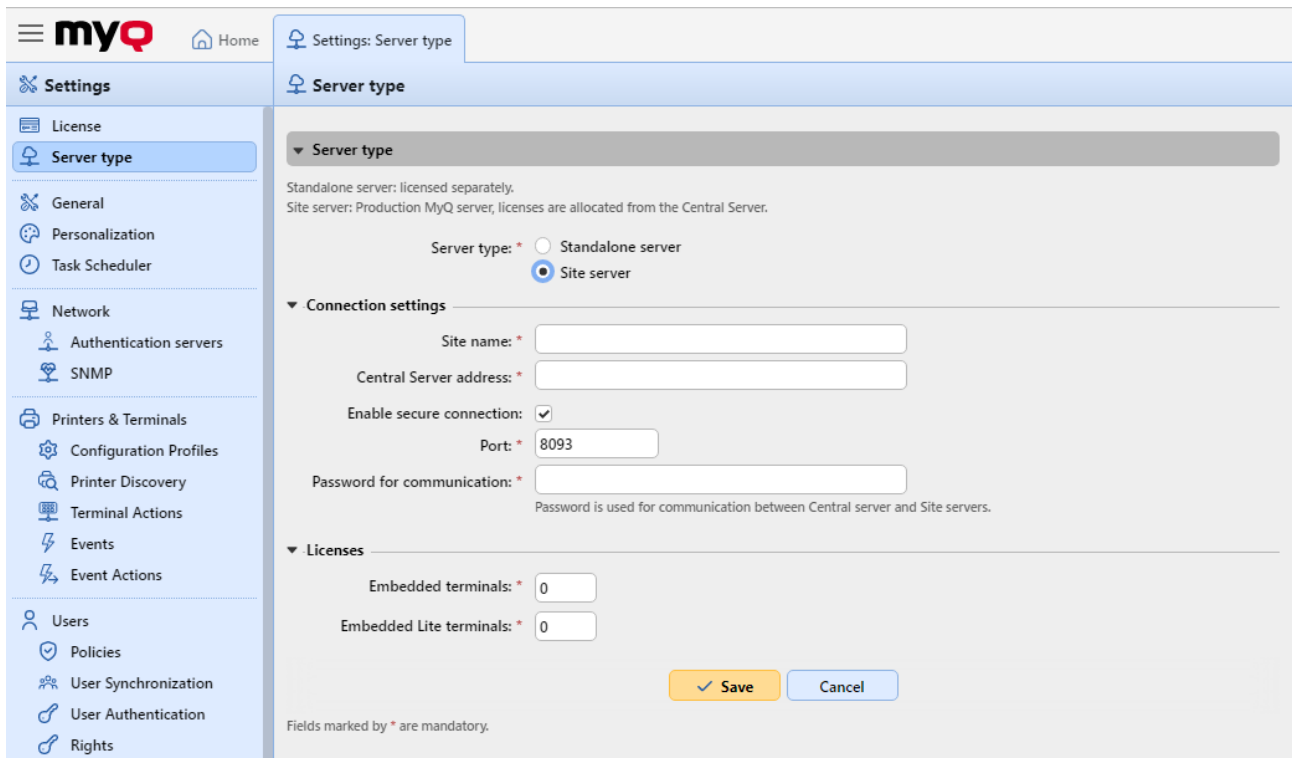 myQ
Home
Settings: Server type
Settings
Server type
License
Server type
General
Personalization
Task Scheduler
Network
Authentication servers
SNMP
Printers & Terminals
Configuration Profiles
Printer Discovery
Terminal Actions
Events
Event Actions
Users
Policies
User Synchronization
User Authentication
Rights
Server type
Standalone server: licensed separately.
Site server: Production MyQ server, licenses are allocated from the Central Server.
Server type: * Standalone server
Site server
Connection settings
Site name: *
Central Server address: *
Enable secure connection:
Port: * 8093
Password for communication: *
Password is used for communication between Central server and Site servers.
Licenses
Embedded terminals: * 0
Embedded Lite terminals: * 0
Save Cancel
Fields marked by * are mandatory.